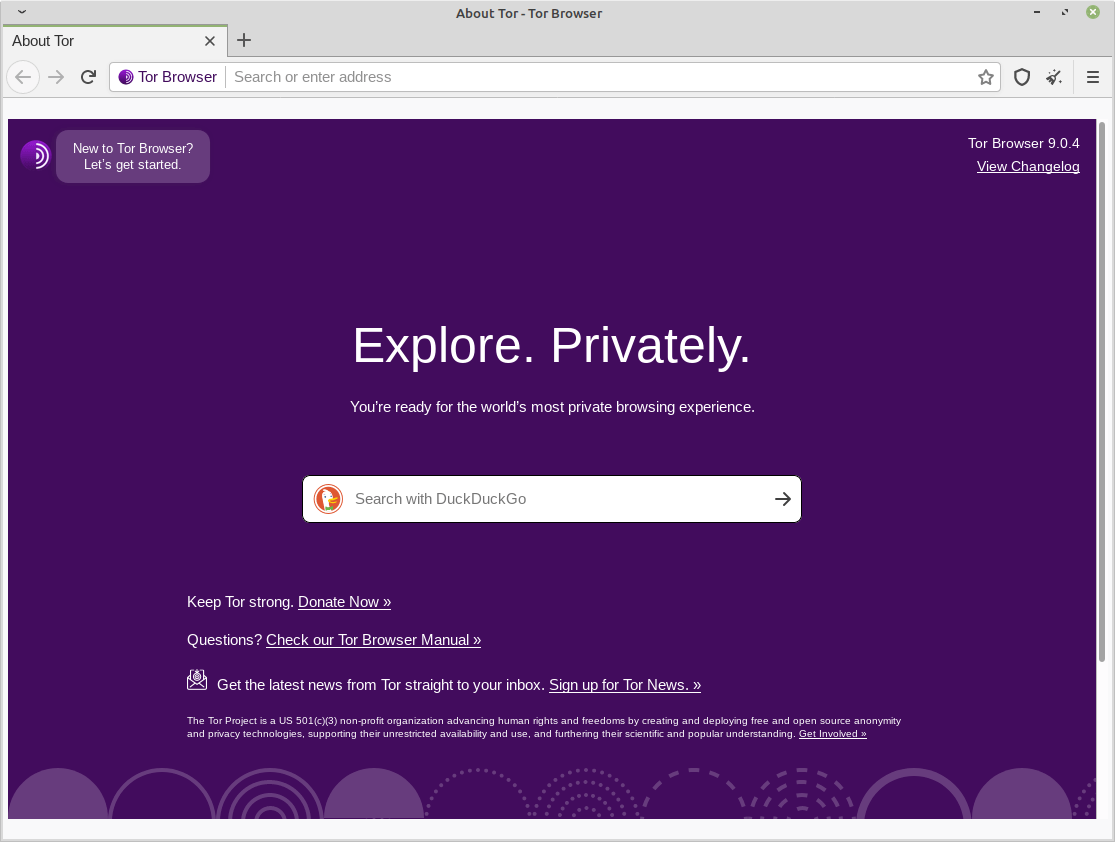 About Tor - Tor Browser
About Tor
Tor Browser
Search or enter address
New to Tor Browser?
Let's get started.
Tor Browser 9.0.4
View Changelog
Explore. Privately.
You're ready for the world's most private browsing experience.
Search with DuckDuckGo
Keep Tor strong. Donate Now »
Questions? Check our Tor Browser Manual »
Get the latest news from Tor straight to your inbox. Sign up for Tor News. »
The Tor Project is a US 501(c)(3) non-profit organization advancing human rights and freedoms by creating and deploying free and open source anonymity
and privacy technologies, supporting their unrestricted availability and use, and furthering their scientific and popular understanding. Get Involved »